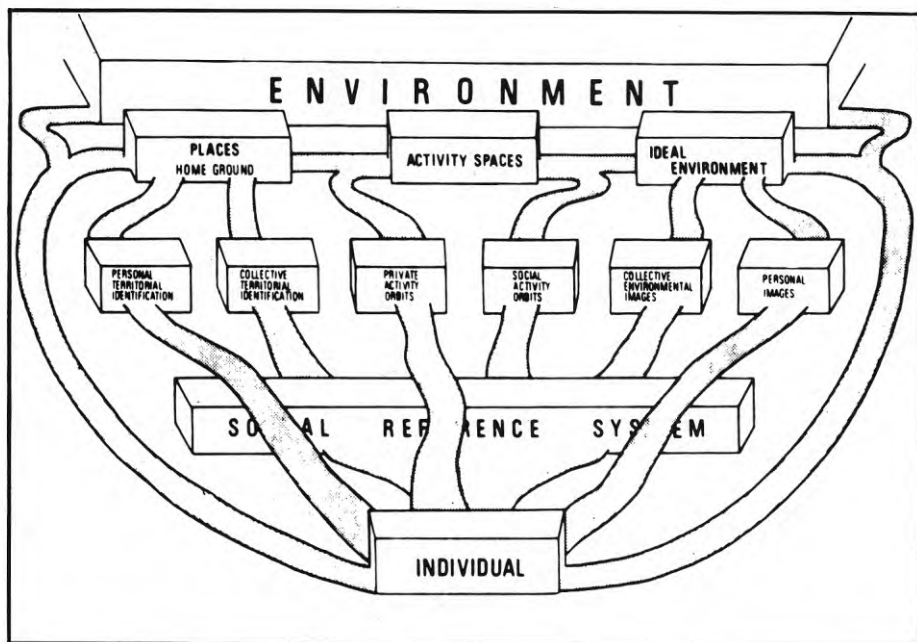 ENVIRONMENT
PLACES
HOME GROUND
ACTIVITY SPACES
IDEAL
ENVIRONMENT
PERSONAL
TERRITORIAL
IDENTIFICATION
COLLECTIVE
TERRITORIAL
IDENTIFICATION
PRIVATE
ACTIVITY
ORBITS
SOCIAL
ACTIVITY
ORBITS
COLLECTIVE
ENVIRONMENTAL
IMAGES
PERSONAL
IMAGES
SOCIAL REFERENCE SYSTEM
INDIVIDUAL